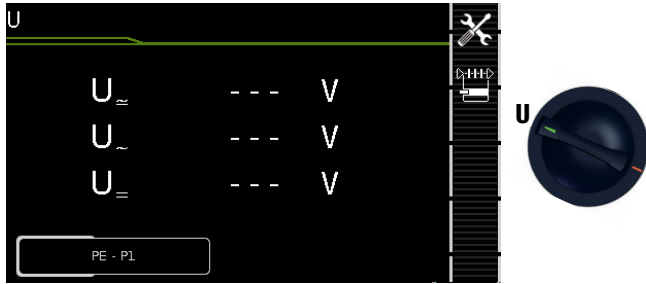 U
U≃ --- V
U~ --- V
U= --- V
PE - P1
U